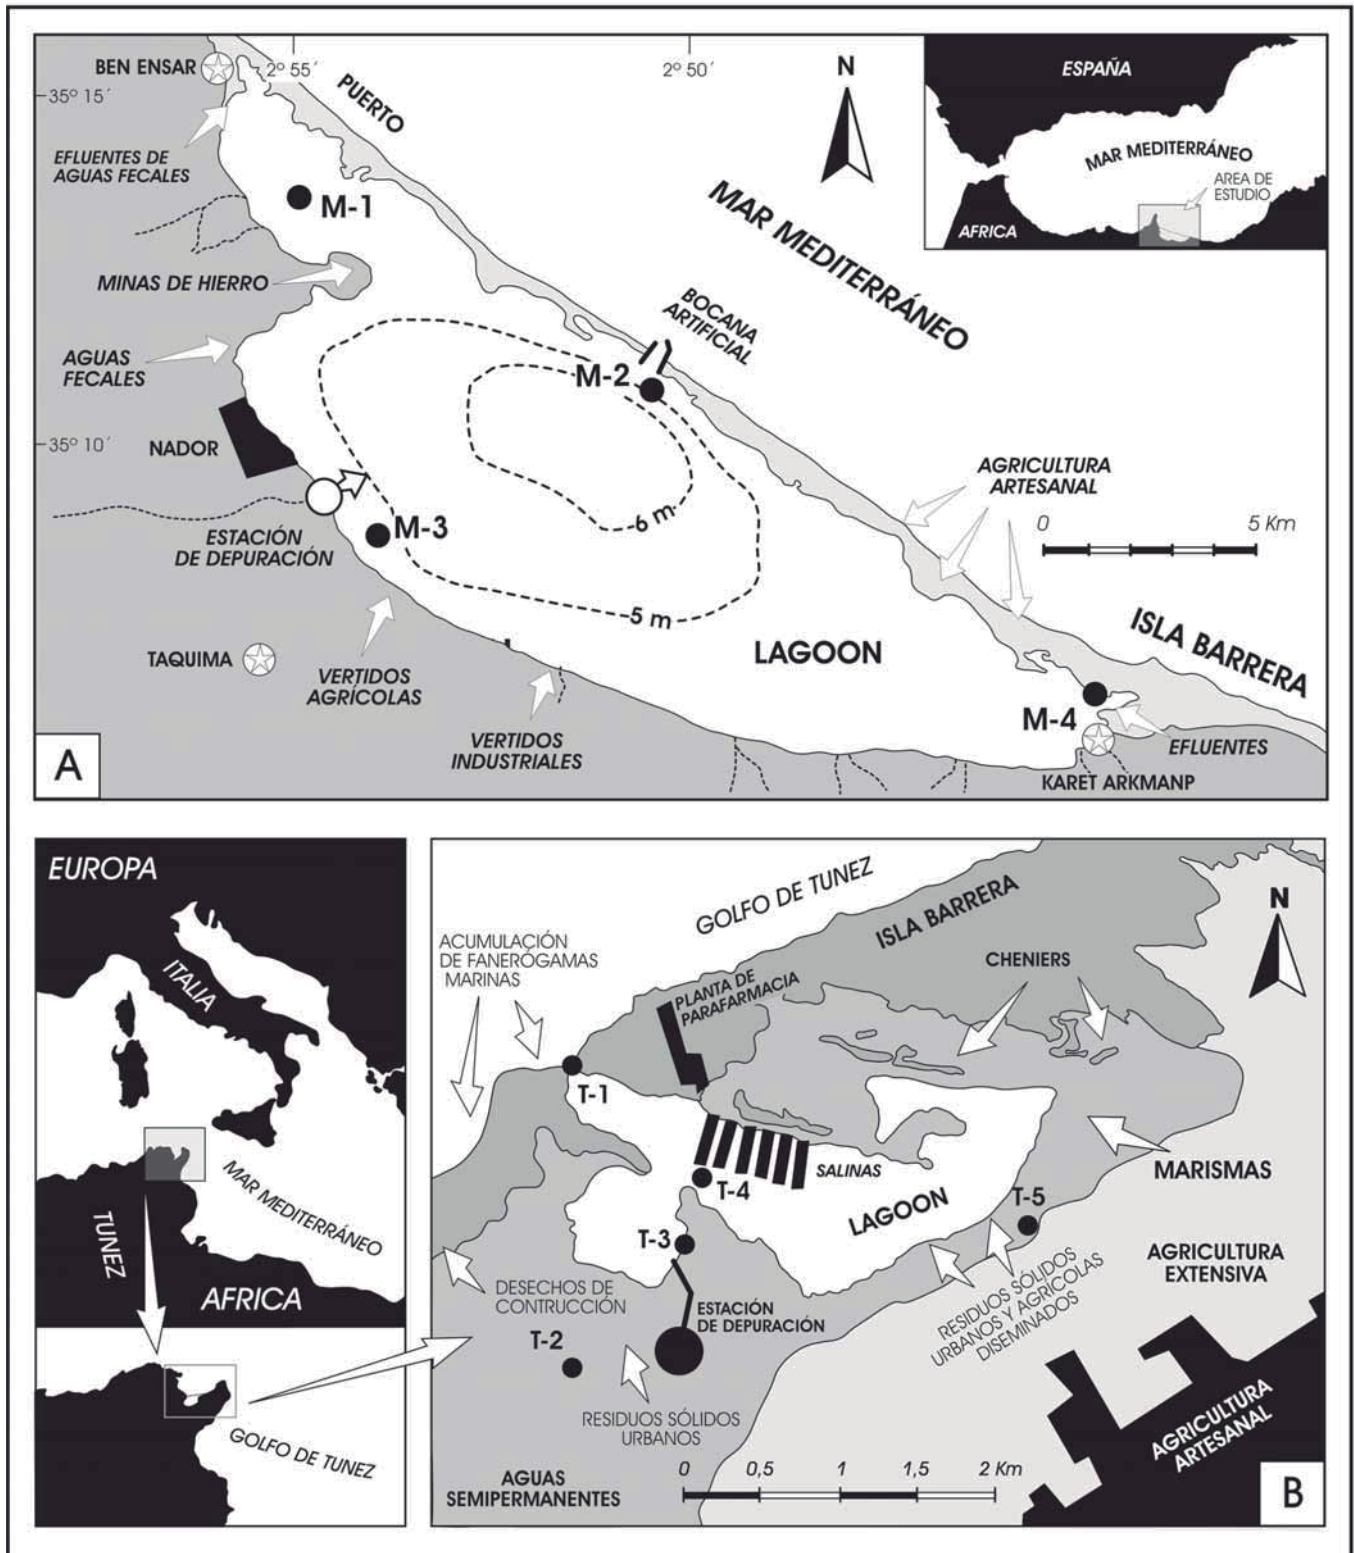 BEN ENSAR
2° 55´
2° 50´
35° 15´
PUERTO
N
ESPAÑA
MAR MEDITERRÁNEO
AREA DE
ESTUDIO
AFRICA
EFLUENTES DE
AGUAS FECALES
M-1
MAR MEDITERRÁNEO
MINAS DE HIERRO
BOCANA
ARTIFICIAL
AGUAS
FECALES
M-2
35° 10´
NADOR
AGRICULTURA
ARTESANAL
6 m
0
5 Km
M-3
ESTACIÓN
DE DEPURACIÓN
5 m
LAGOON
ISLA BARRERA
TAQUIMA
VERTIDOS
AGRÍCOLAS
M-4
VERTIDOS
INDUSTRIALES
EFLUENTES
KARET ARKMANP
A
EUROPA
ITALIA
MAR MEDITERRÁNEO
TUNEZ
AFRICA
GOLFO DE TUNEZ
GOLFO DE TUNEZ
ISLA BARRERA
N
ACUMULACIÓN
DE FANERÓGAMAS
MARINAS
CHENIERS
PLANTA DE
PARAFARMACIA
T-1
SALINAS
MARISMAS
T-4
LAGOON
T-5
T-3
AGRICULTURA
EXTENSIVA
DESECHOS DE
CONTRUCCIÓN
ESTACIÓN
DE DEPURACIÓN
RESIDUOS SÓLIDOS
URBANOS Y AGRÍCOLAS
DISEMINADOS
T-2
RESIDUOS SÓLIDOS
URBANOS
AGRICULTURA
ARTESANAL
AGUAS
SEMIPERMANENTES
0
0,5
1
1,5
2 Km
B